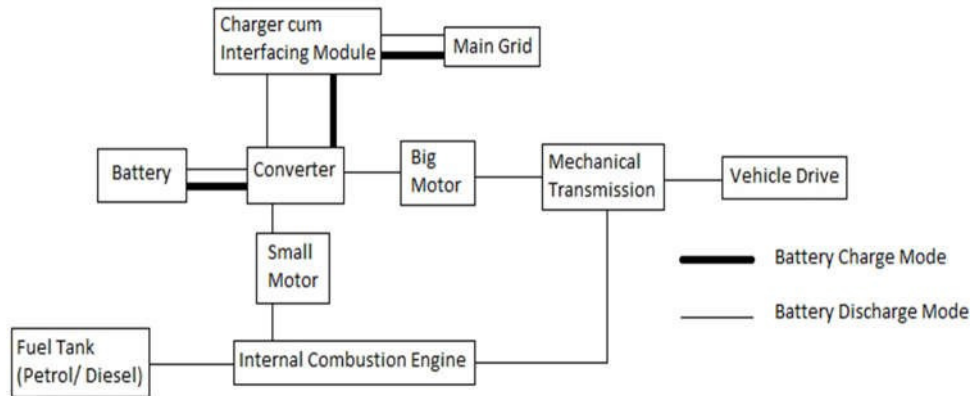 Charger cum
Interfacing Module
Main Grid
Battery
Converter
Big
Motor
Mechanical
Transmission
Vehicle Drive
Small
Motor
Battery Charge Mode
Battery Discharge Mode
Fuel Tank
(Petrol/ Diesel)
Internal Combustion Engine